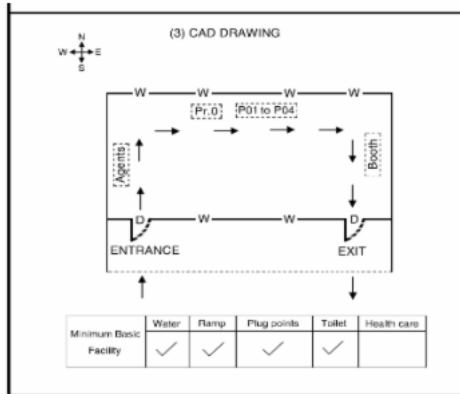 (3) CAD DRAWING
N
W E
S
W W W W
Pr.0 P01 to P04
Agents
Booth
D W W D
ENTRANCE EXIT
Minimum Basic Facility Water Ramp Plug points Toilet Health care
✓ ✓ ✓ ✓